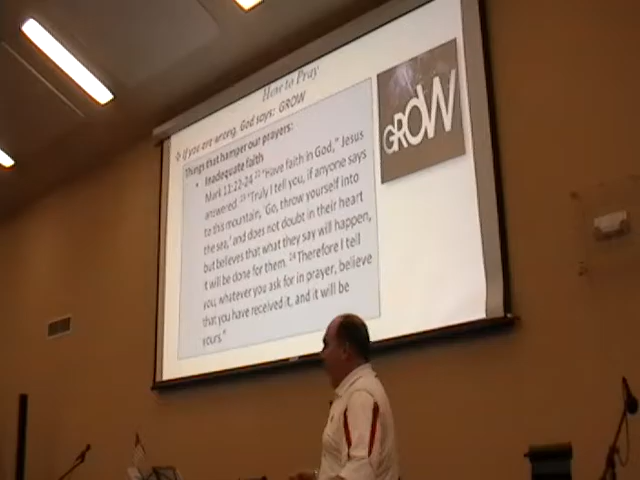 How to Pray
❖ If you are wrong, God says: GROW
Things that hamper our prayers:
• Inadequate faith
Mark 11:22-24 22 "Have faith in God," Jesus
answered. 23 "Truly I tell you, if anyone says
to this mountain, 'Go, throw yourself into
the sea,' and does not doubt in their heart
but believes that what they say will happen,
it will be done for them. 24 Therefore I tell
you, whatever you ask for in prayer, believe
that you have received it, and it will be
yours."
GROW